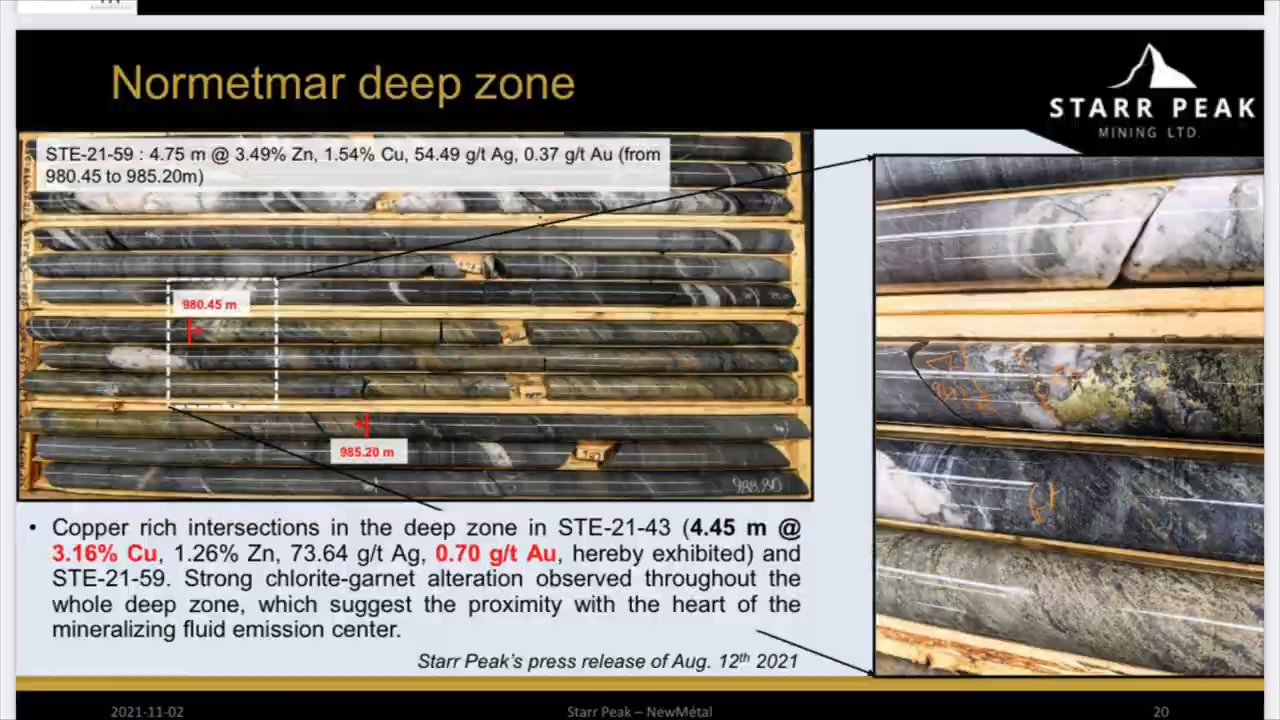 Normetmar deep zone
STARR PEAK
MINING LTD.
STE-21-59 : 4.75 m @ 3.49% Zn, 1.54% Cu, 54.49 g/t Ag, 0.37 g/t Au (from
980.45 to 985.20m)
980.45 m
985.20 m
988.80
• Copper rich intersections in the deep zone in STE-21-43 (4.45 m @
3.16% Cu, 1.26% Zn, 73.64 g/t Ag, 0.70 g/t Au, hereby exhibited) and
STE-21-59. Strong chlorite-garnet alteration observed throughout the
whole deep zone, which suggest the proximity with the heart of the
mineralizing fluid emission center.
Starr Peak's press release of Aug. 12th 2021
2021-11-02
Starr Peak – NewMétal
20